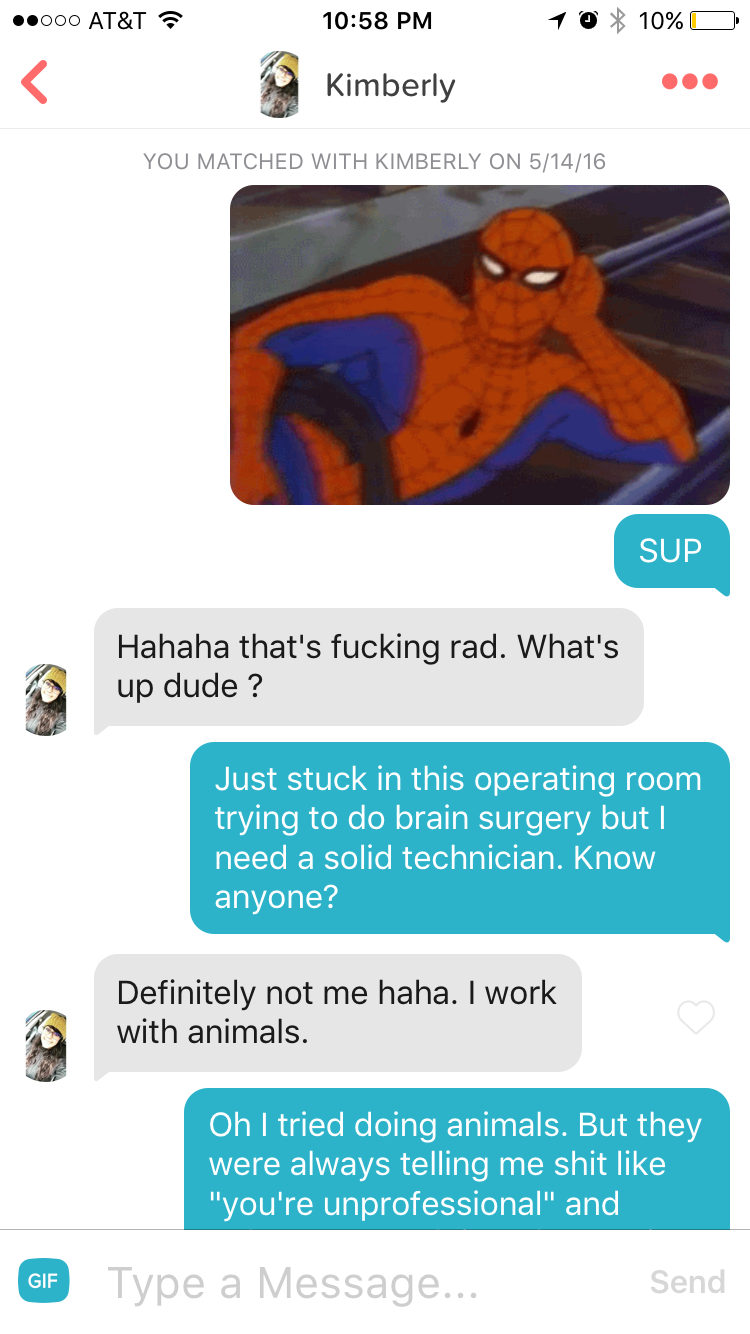 AT&T 10:58 PM 10%
Kimberly
YOU MATCHED WITH KIMBERLY ON 5/14/16
SUP
Hahaha that's fucking rad. What's
up dude ?
Just stuck in this operating room
trying to do brain surgery but I
need a solid technician. Know
anyone?
Definitely not me haha. I work
with animals.
Oh I tried doing animals. But they
were always telling me shit like
"you're unprofessional" and
GIF Type a Message... Send